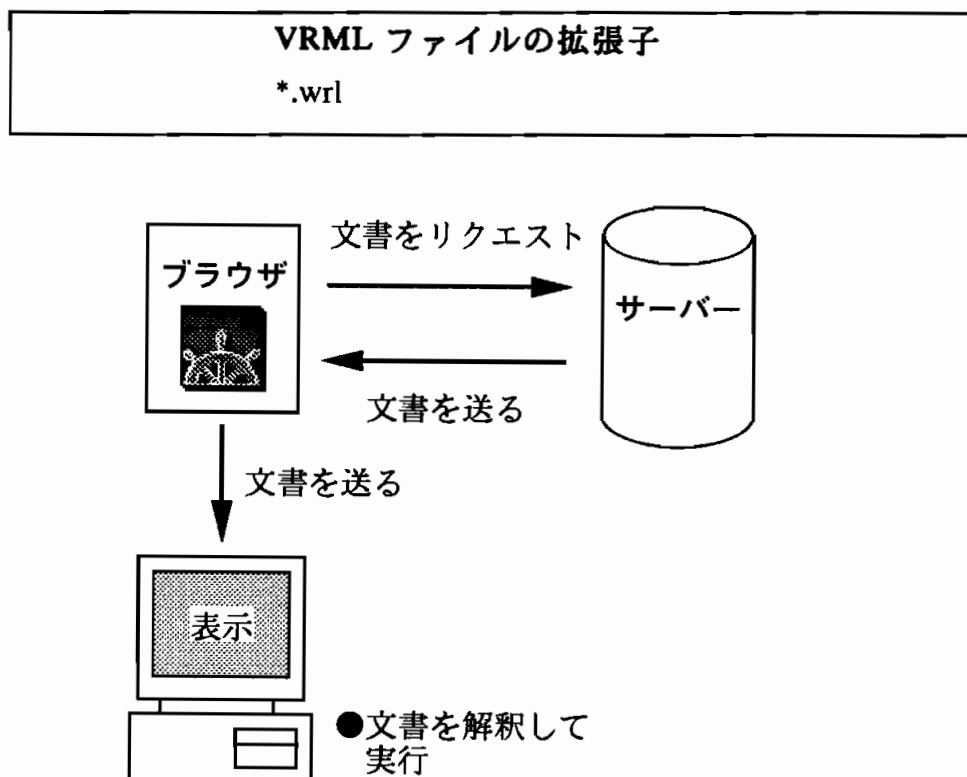 VRML ファイルの拡張子
*.wrl
文書をリクエスト
ブラウザ
サーバー
文書を送る
文書を送る
表示
●文書を解釈して
実行